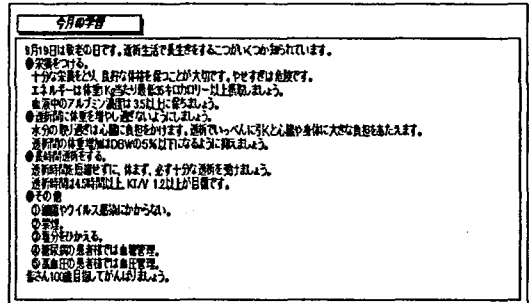 今月の学習
9月19日は敬老の日です。透析生活で長生きをするこつがいくつか知られています。
●栄養をつける。
十分な栄養をとり、良好な体格を保つことが大切です。やせすぎは危険です。
エネルギーは体重1Kg当たり最低35キロカロリー以上摂取しましょう。
血液中のアルブミン濃度は3.5以上に保ちましょう。
●透析間に体重を増やし過ぎないようにしましょう。
水分の取り過ぎは心臓に負担をかけます。透析でいっぺんに引くと心臓や身体に大きな負担をあたえます。
透析間の体重増加はDBWの5%以下になるように抑えましょう。
●長時間透析をする。
透析時間を短縮せずに、休まず、必ず十分な透析を受けましょう。
透析時間は4.5時間以上、KT/V 1.2以上が目標です。
●その他
①細菌やウイルス感染にかからない。
②禁煙。
③塩分をひかえる。
④糖尿病の患者様では血糖管理。
⑤高血圧の患者様では血圧管理。
皆さん100歳目指してがんばりましょう。